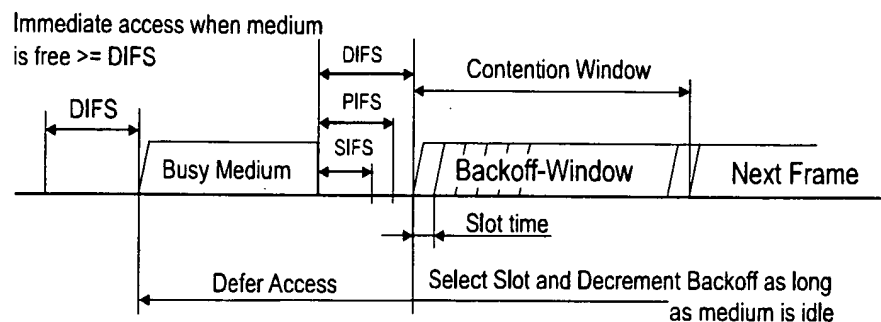 Immediate access when medium
is free >= DIFS
DIFS
DIFS
PIFS
SIFS
Contention Window
Busy Medium
Backoff-Window
Next Frame
Slot time
Defer Access
Select Slot and Decrement Backoff as long
as medium is idle